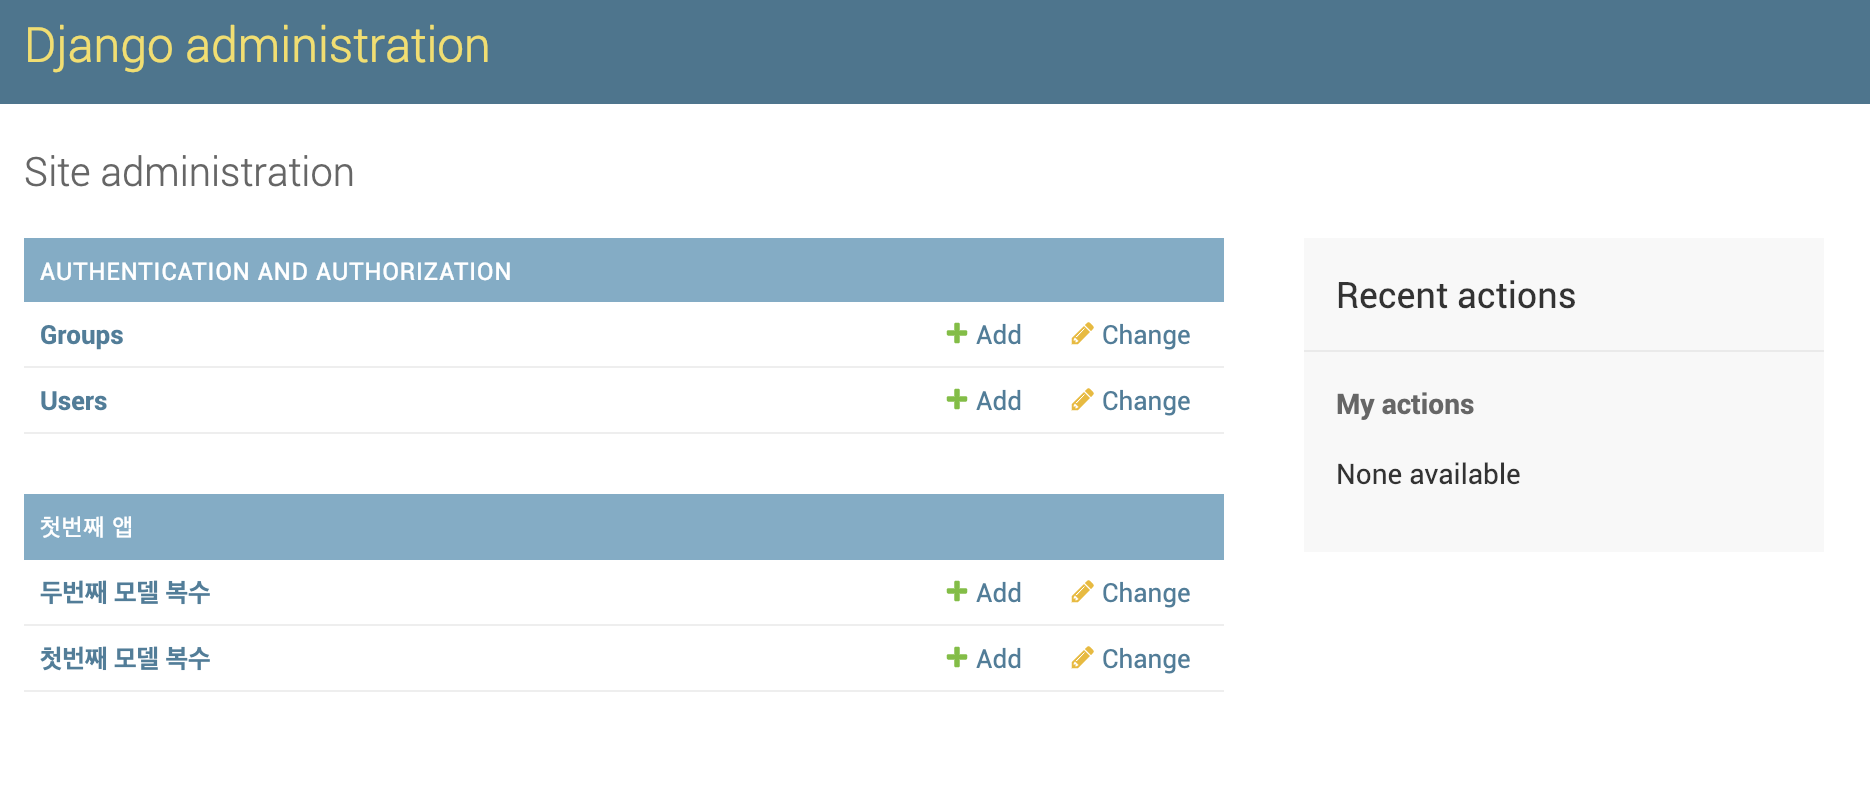 Django administration
Site administration
AUTHENTICATION AND AUTHORIZATION
Groups Add Change
Users Add Change
첫번째 앱
두번째 모델 복수 Add Change
첫번째 모델 복수 Add Change
Recent actions
My actions
None available